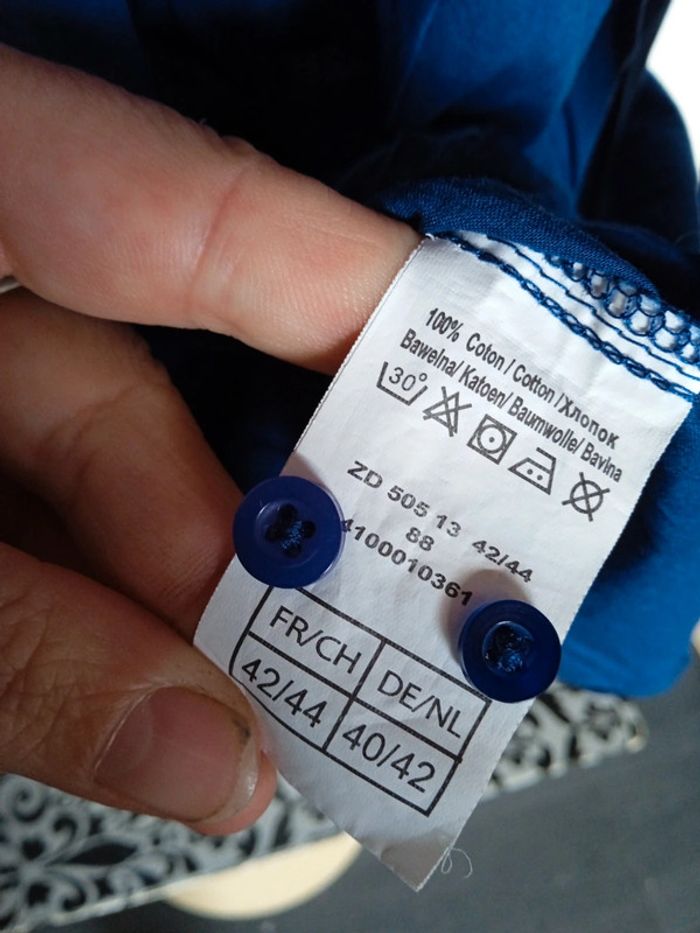 100% Coton / Cotton / Хлопок
Bawelna/ Katoen/ Baumwolle/ Bavlna
30°
ZD 505 13 42/44
88
4100010361
FR/CH DE/NL
42/44 40/42